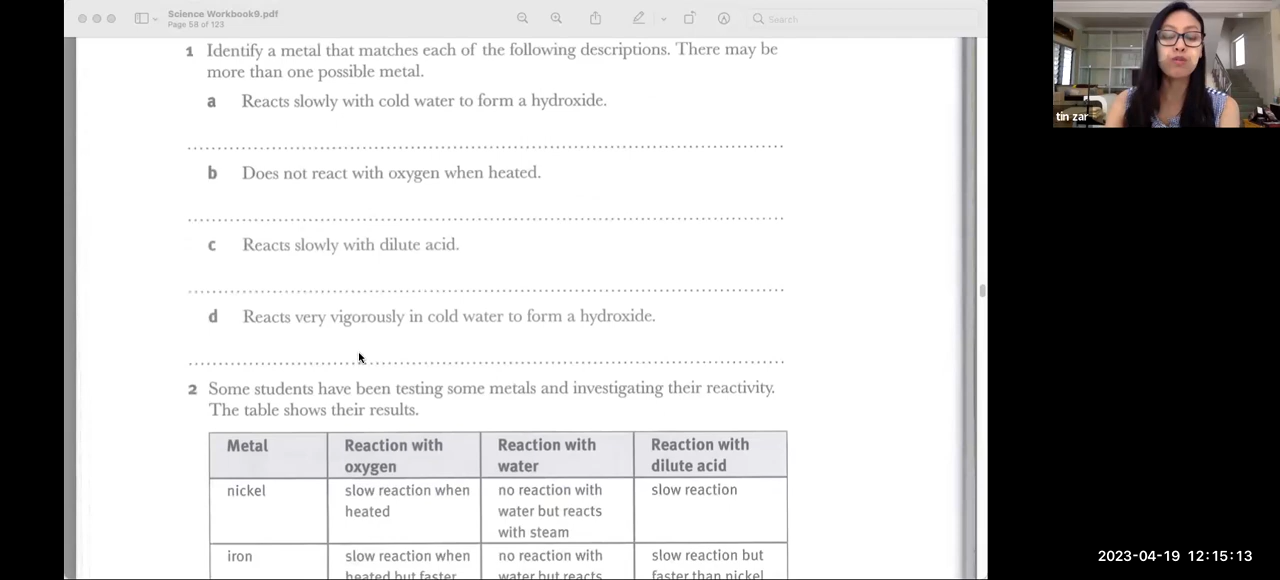 Science Workbook9.pdf
Page 58 of 123
Search
1 Identify a metal that matches each of the following descriptions. There may be
more than one possible metal.
a Reacts slowly with cold water to form a hydroxide.
b Does not react with oxygen when heated.
c Reacts slowly with dilute acid.
d Reacts very vigorously in cold water to form a hydroxide.
2 Some students have been testing some metals and investigating their reactivity.
The table shows their results.
Metal
Reaction with
oxygen
Reaction with
water
Reaction with
dilute acid
nickel
slow reaction when
heated
no reaction with
water but reacts
with steam
slow reaction
iron
slow reaction when
heated but faster
no reaction with
water but reacts
slow reaction but
faster than nickel
tin zar
2023-04-19 12:15:13